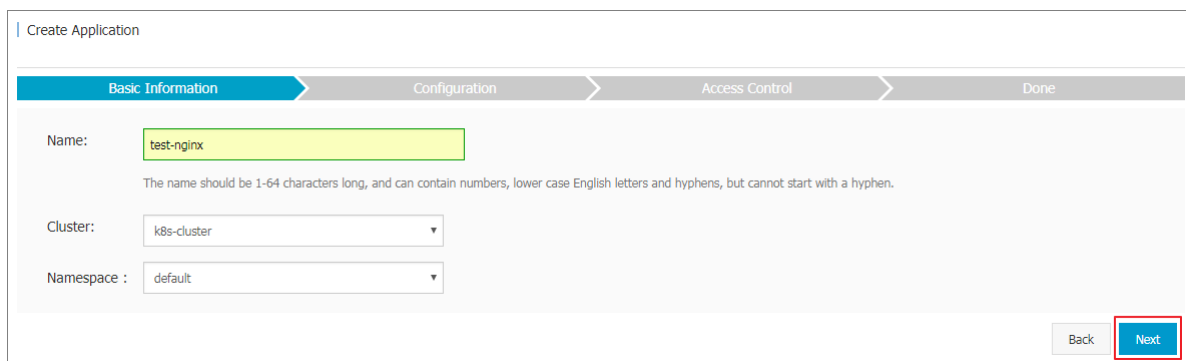 Create Application
Basic Information
Configuration
Access Control
Done
Name:
test-nginx
The name should be 1-64 characters long, and can contain numbers, lower case English letters and hyphens, but cannot start with a hyphen.
Cluster:
k8s-cluster
Namespace :
default
Back
Next